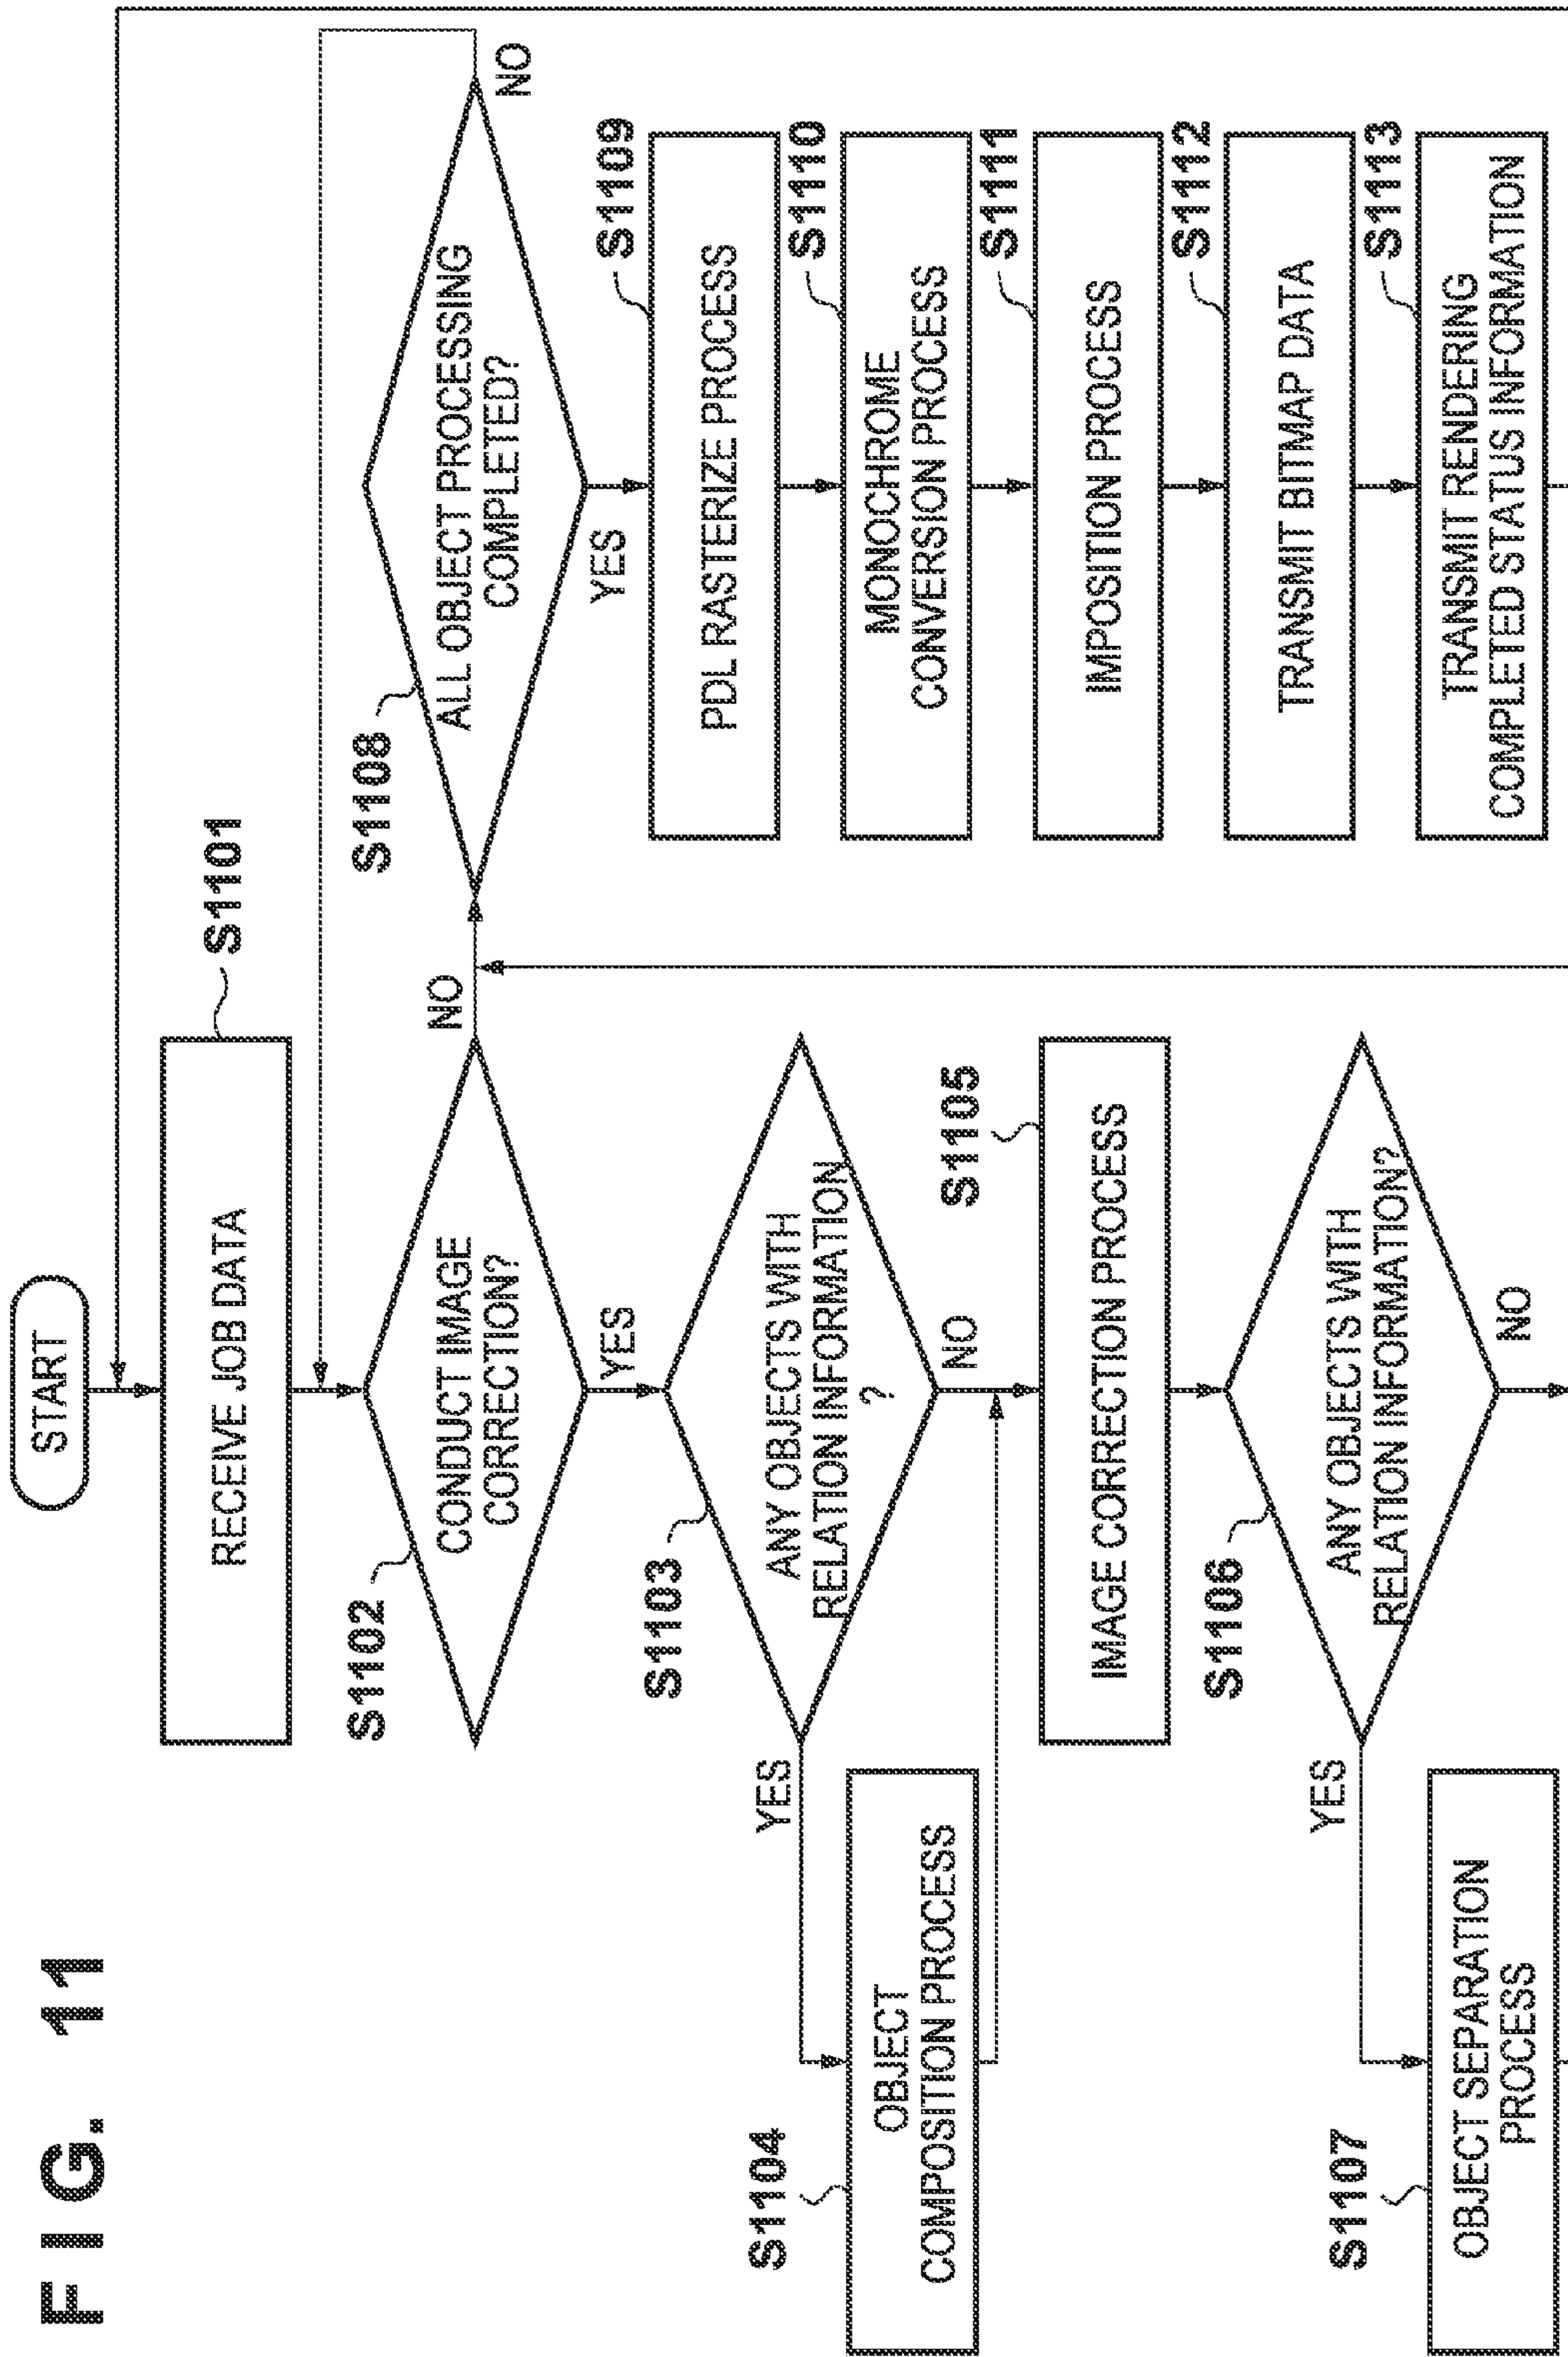 FIG. 11
START
S1101
RECEIVE JOB DATA
S1102
CONDUCT IMAGE
CORRECTION?
NO
YES
S1103
ANY OBJECTS WITH
RELATION INFORMATION
?
YES
NO
S1104
OBJECT
COMPOSITION PROCESS
S1105
IMAGE CORRECTION PROCESS
S1106
ANY OBJECTS WITH
RELATION INFORMATION?
YES
NO
S1107
OBJECT SEPARATION
PROCESS
S1108
ALL OBJECT PROCESSING
COMPLETED?
NO
YES
S1109
PDL RASTERIZE PROCESS
S1110
MONOCHROME
CONVERSION PROCESS
S1111
IMPOSITION PROCESS
S1112
TRANSMIT BITMAP DATA
S1113
TRANSMIT RENDERING
COMPLETED STATUS INFORMATION